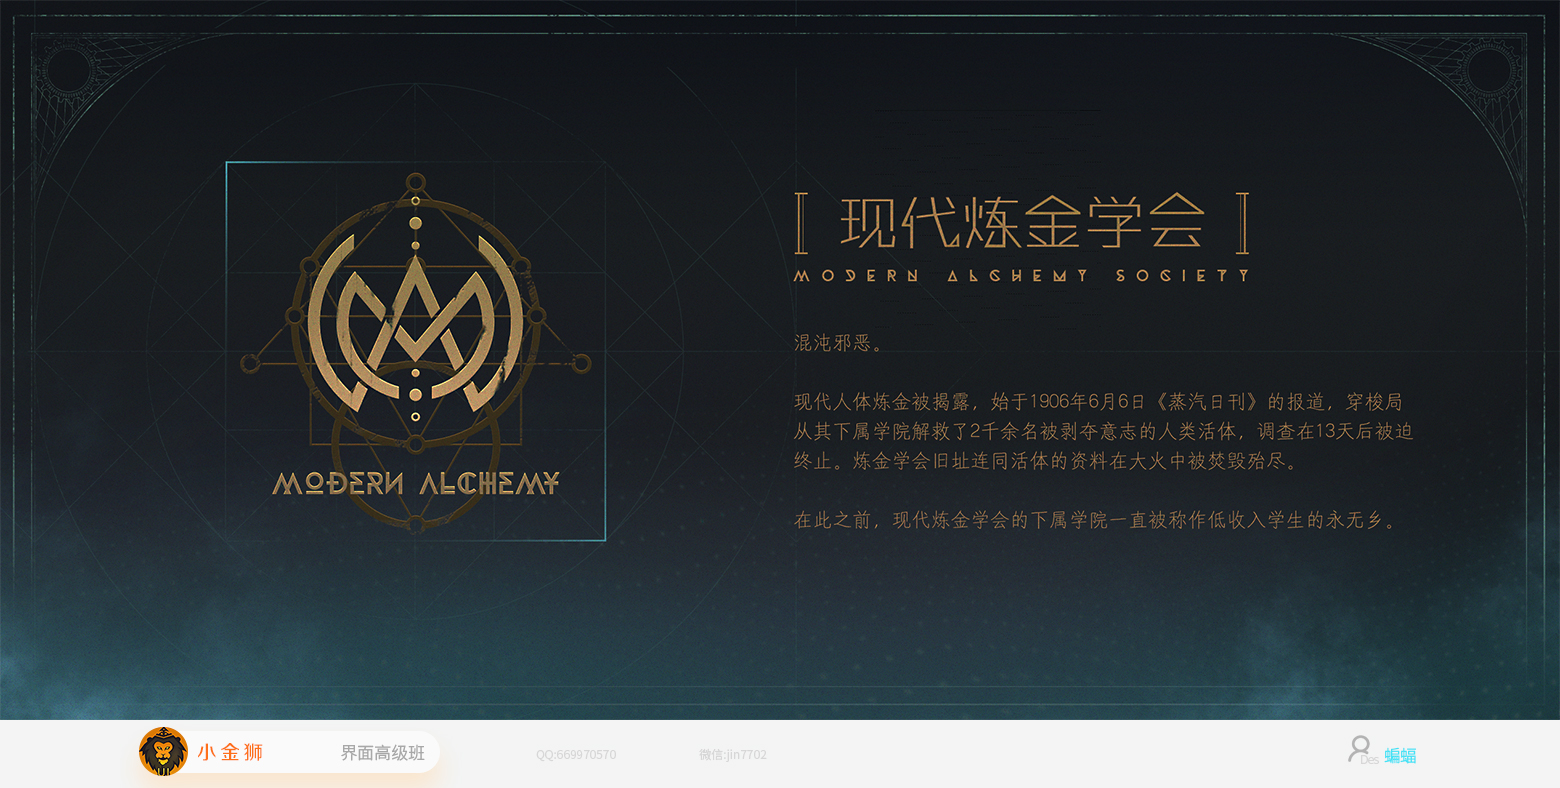 MODERN ALCHEMY
现代炼金学会
MODERN ALCHEMY SOCIETY
混沌邪恶。
现代人体炼金被揭露，始于1906年6月6日《蒸汽日刊》的报道，穿梭局
从其下属学院解救了2千余名被剥夺意志的人类活体，调查在13天后被迫
终止。炼金学会旧址连同活体的资料在大火中被焚毁殆尽。
在此之前，现代炼金学会的下属学院一直被称作低收入学生的永无乡。
小金狮
界面高级班
QQ:669970570
微信:jin7702
Des 蝙蝠